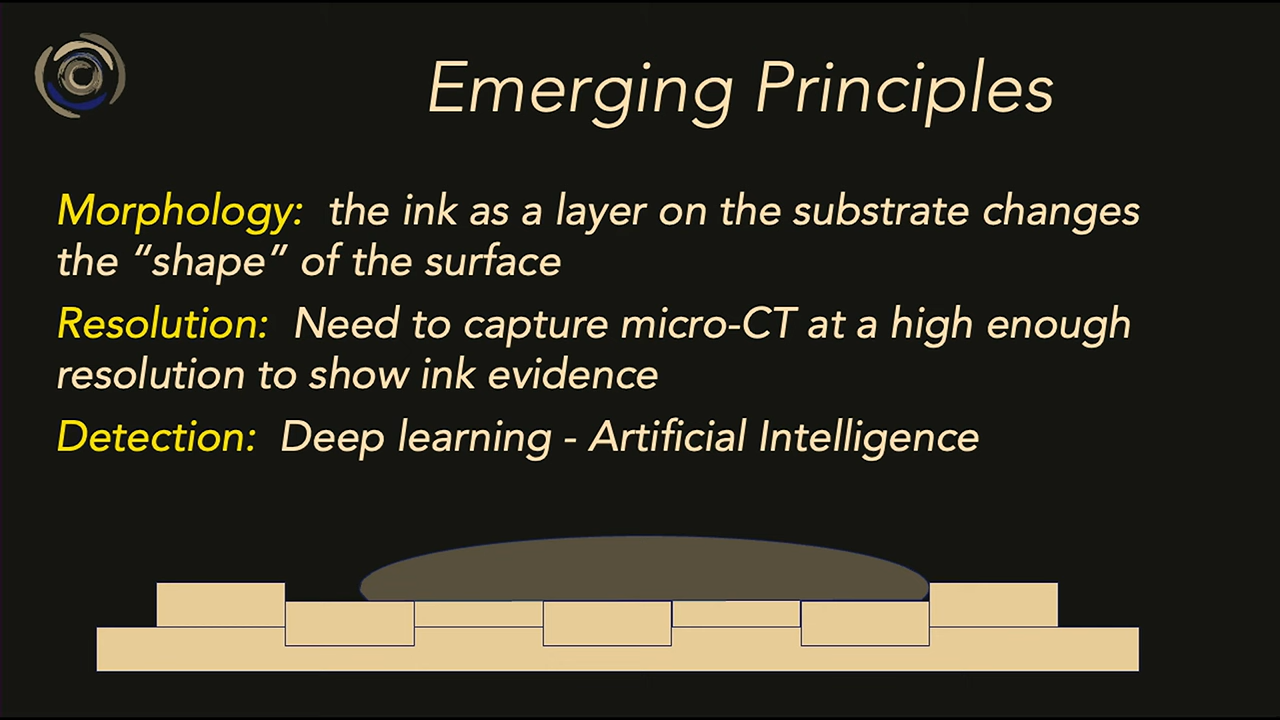 Emerging Principles
Morphology:  the ink as a layer on the substrate changes
the “shape” of the surface
Resolution:  Need to capture micro-CT at a high enough
resolution to show ink evidence
Detection:  Deep learning - Artificial Intelligence